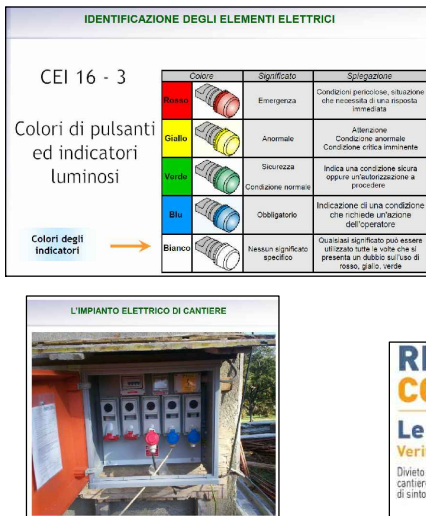 IDENTIFICAZIONE DEGLI ELEMENTI ELETTRICI
CEI 16 - 3
Colori di pulsanti
ed indicatori
luminosi
Colori degli
indicatori
Colore Significato Spiegazione
Rosso Emergenza Condizioni pericolose, situazione
che necessita di una risposta
immediata
Giallo Anormale Attenzione
Condizione anormale
Condizione critica imminente
Verde Sicurezza
Condizione normale
Indica una condizione sicura
oppure un'autorizzazione a
procedere
Blu Obbligatorio Indicazione di una condizione
che richiede un'azione
dell'operatore
Bianco Nessun significato
specifico
Qualsiasi significato può essere
utilizzato tutte le volte che si
presenta un dubbio sull'uso di
rosso, giallo, verde
L'IMPIANTO ELETTRICO DI CANTIERE
Le
Divieto
cantiere
di sinto